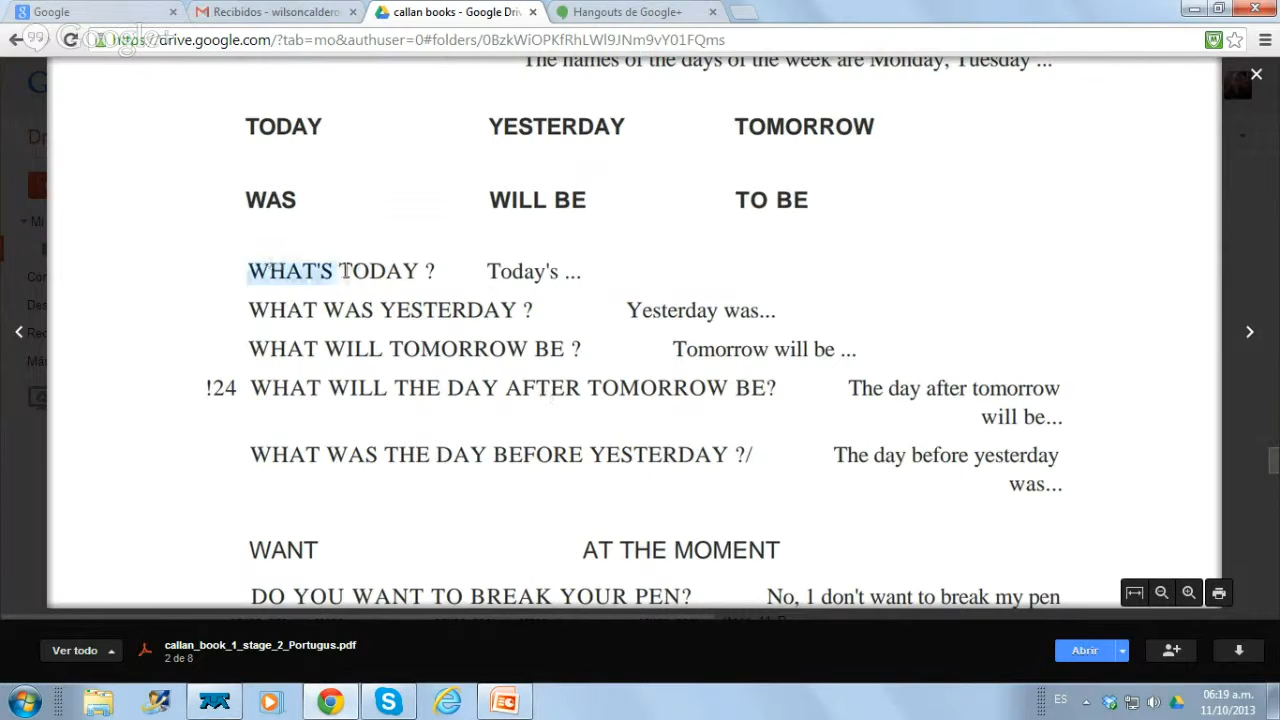 Google
Recibidos - wilsoncaldero
callan books - Google Dri
Hangouts de Google+
Google+
https://drive.google.com/?tab=mo&authuser=0#folders/0BzkWiOPKfRhLWl9JNm9vY01FQms
The names of the days of the week are Monday, Tuesday ...
TODAY YESTERDAY TOMORROW
WAS WILL BE TO BE
WHAT'S TODAY ? Today's ...
WHAT WAS YESTERDAY ? Yesterday was...
WHAT WILL TOMORROW BE ? Tomorrow will be ...
!24 WHAT WILL THE DAY AFTER TOMORROW BE? The day after tomorrow
will be...
WHAT WAS THE DAY BEFORE YESTERDAY ?/ The day before yesterday
was...
WANT AT THE MOMENT
DO YOU WANT TO BREAK YOUR PEN? No, 1 don't want to break my pen
Ver todo
callan_book_1_stage_2_Portugus.pdf
2 de 8
Abrir
ES
06:19 a.m.
11/10/2013